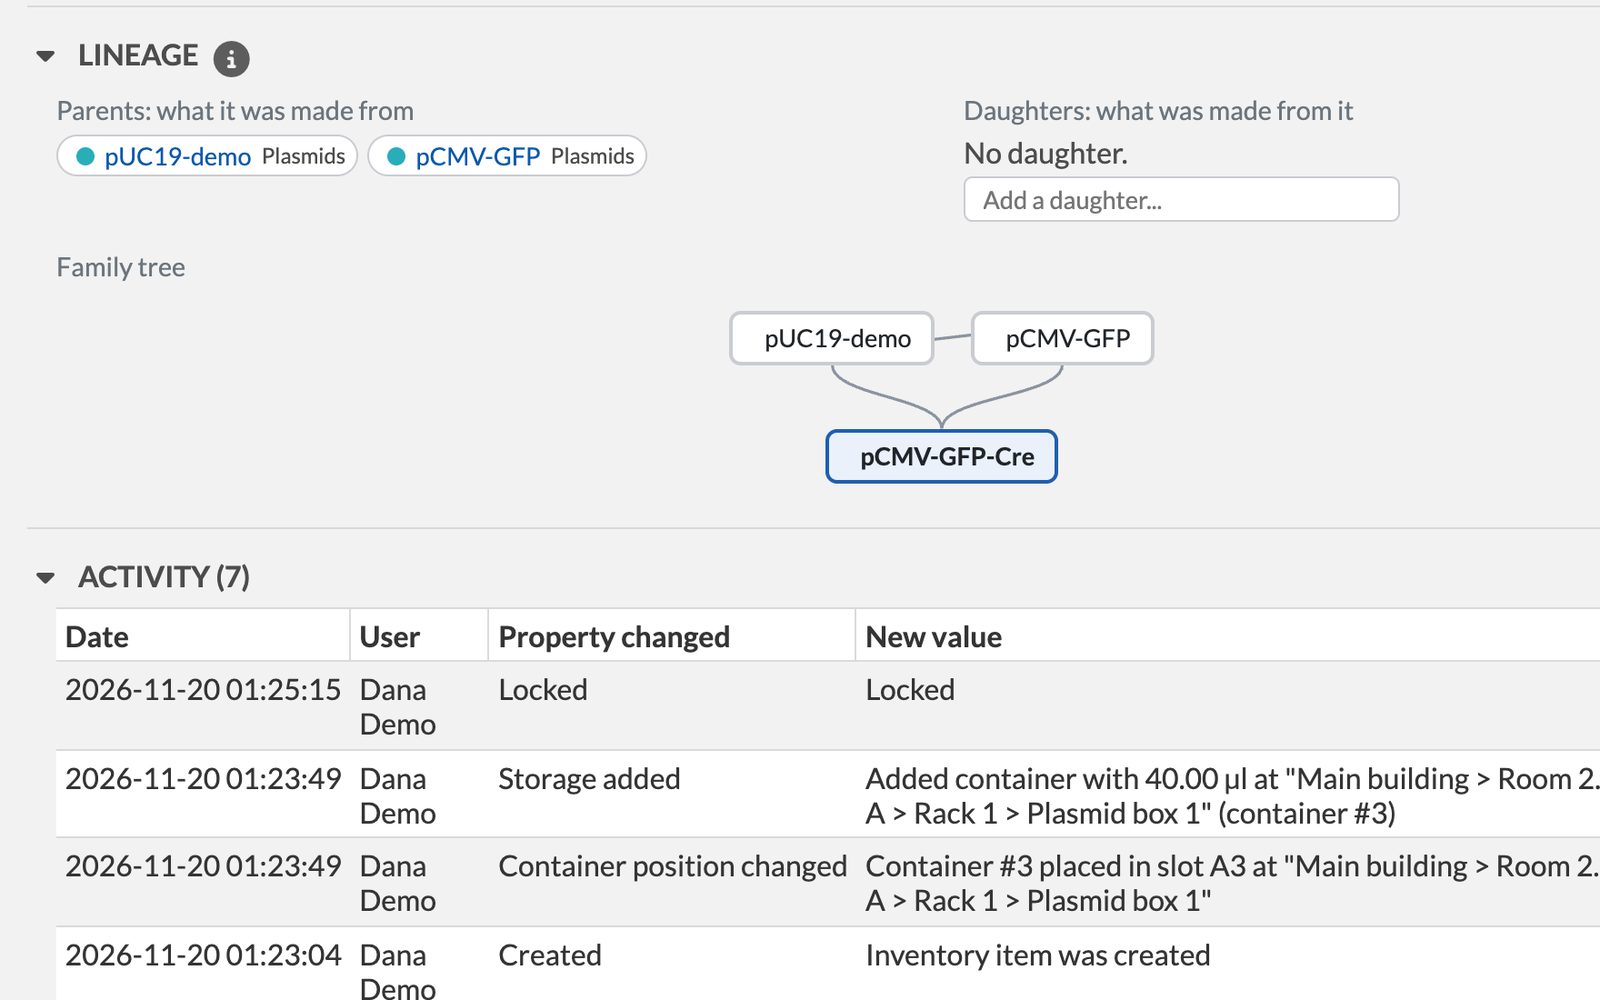 LINEAGE
Parents: what it was made from
pUC19-demo Plasmids pCMV-GFP Plasmids
Daughters: what was made from it
No daughter.
Add a daughter...
Family tree
pUC19-demo pCMV-GFP
pCMV-GFP-Cre
ACTIVITY (7)
Date User Property changed New value
2026-11-20 01:25:15 Dana Demo Locked Locked
2026-11-20 01:23:49 Dana Demo Storage added Added container with 40.00 µl at "Main building > Room 2.
A > Rack 1 > Plasmid box 1" (container #3)
2026-11-20 01:23:49 Dana Demo Container position changed Container #3 placed in slot A3 at "Main building > Room 2.
A > Rack 1 > Plasmid box 1"
2026-11-20 01:23:04 Dana Demo Created Inventory item was created